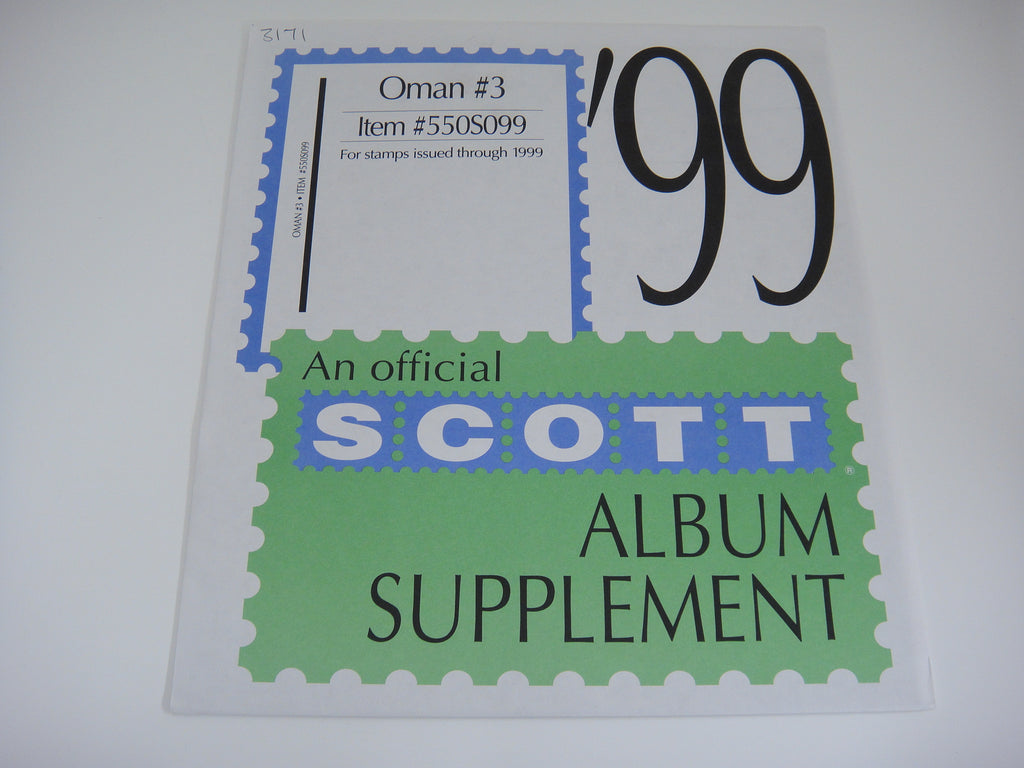 3171
Oman #3
Item #550S099
For stamps issued through 1999
OMAN #3 • ITEM #550S099
'99
An official
SCOTT®
ALBUM
SUPPLEMENT